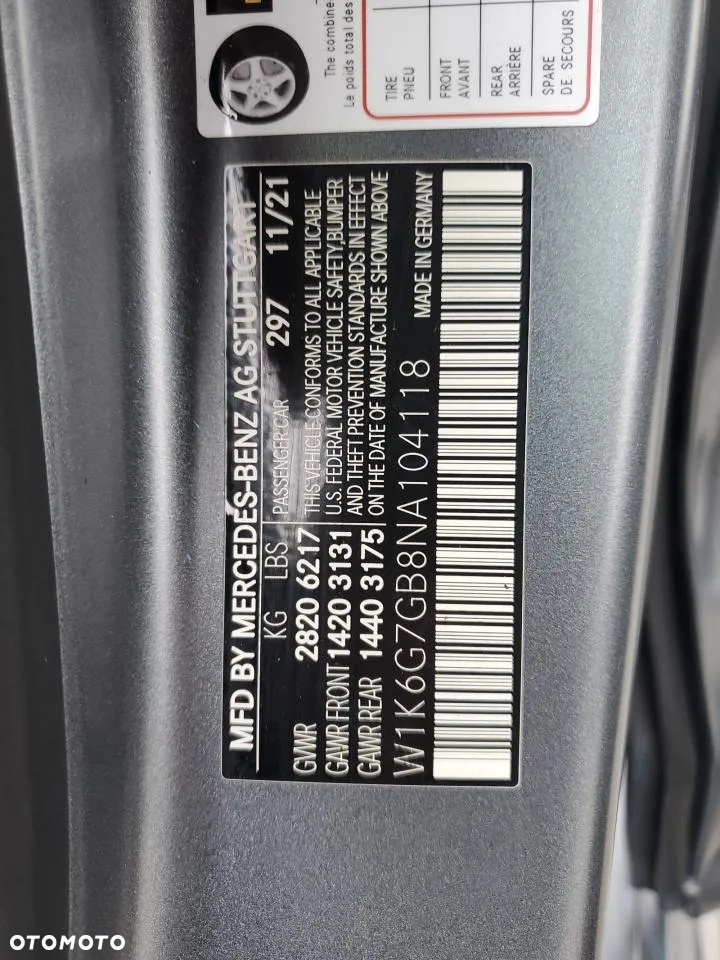 The combine
Le poids total des
TIRE
PNEU
FRONT
AVANT
REAR
ARRIÈRE
SPARE
DE SECOURS
MFD BY MERCEDES-BENZ AG STUTTGART
KG LBS PASSENGER CAR 297 11/21
GVWR 2820 6217 THIS VEHICLE CONFORMS TO ALL APPLICABLE
GAWR FRONT 1420 3131 U.S. FEDERAL MOTOR VEHICLE SAFETY,BUMPER
GAWR REAR 1440 3175 AND THEFT PREVENTION STANDARDS IN EFFECT
ON THE DATE OF MANUFACTURE SHOWN ABOVE
W1K6G7GB8NA104118 MADE IN GERMANY
OTOMOTO